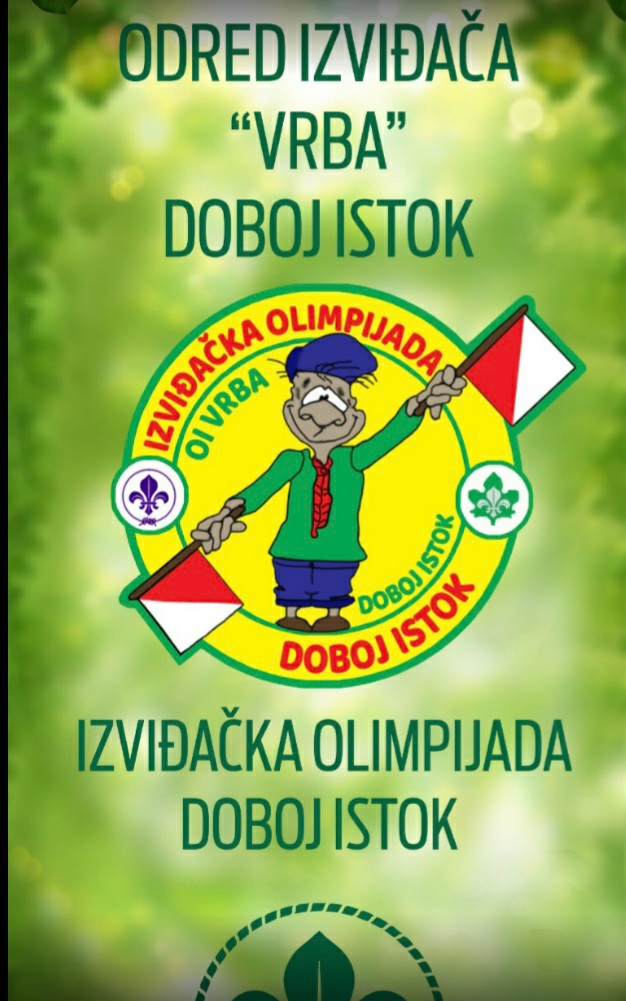 ODRED IZVIĐAČA
“VRBA”
DOBOJ ISTOK
IZVIĐAČKA OLIMPIJADA
OI VRBA
DOBOJ ISTOK
DOBOJ ISTOK
IZVIĐAČKA OLIMPIJADA
DOBOJ ISTOK